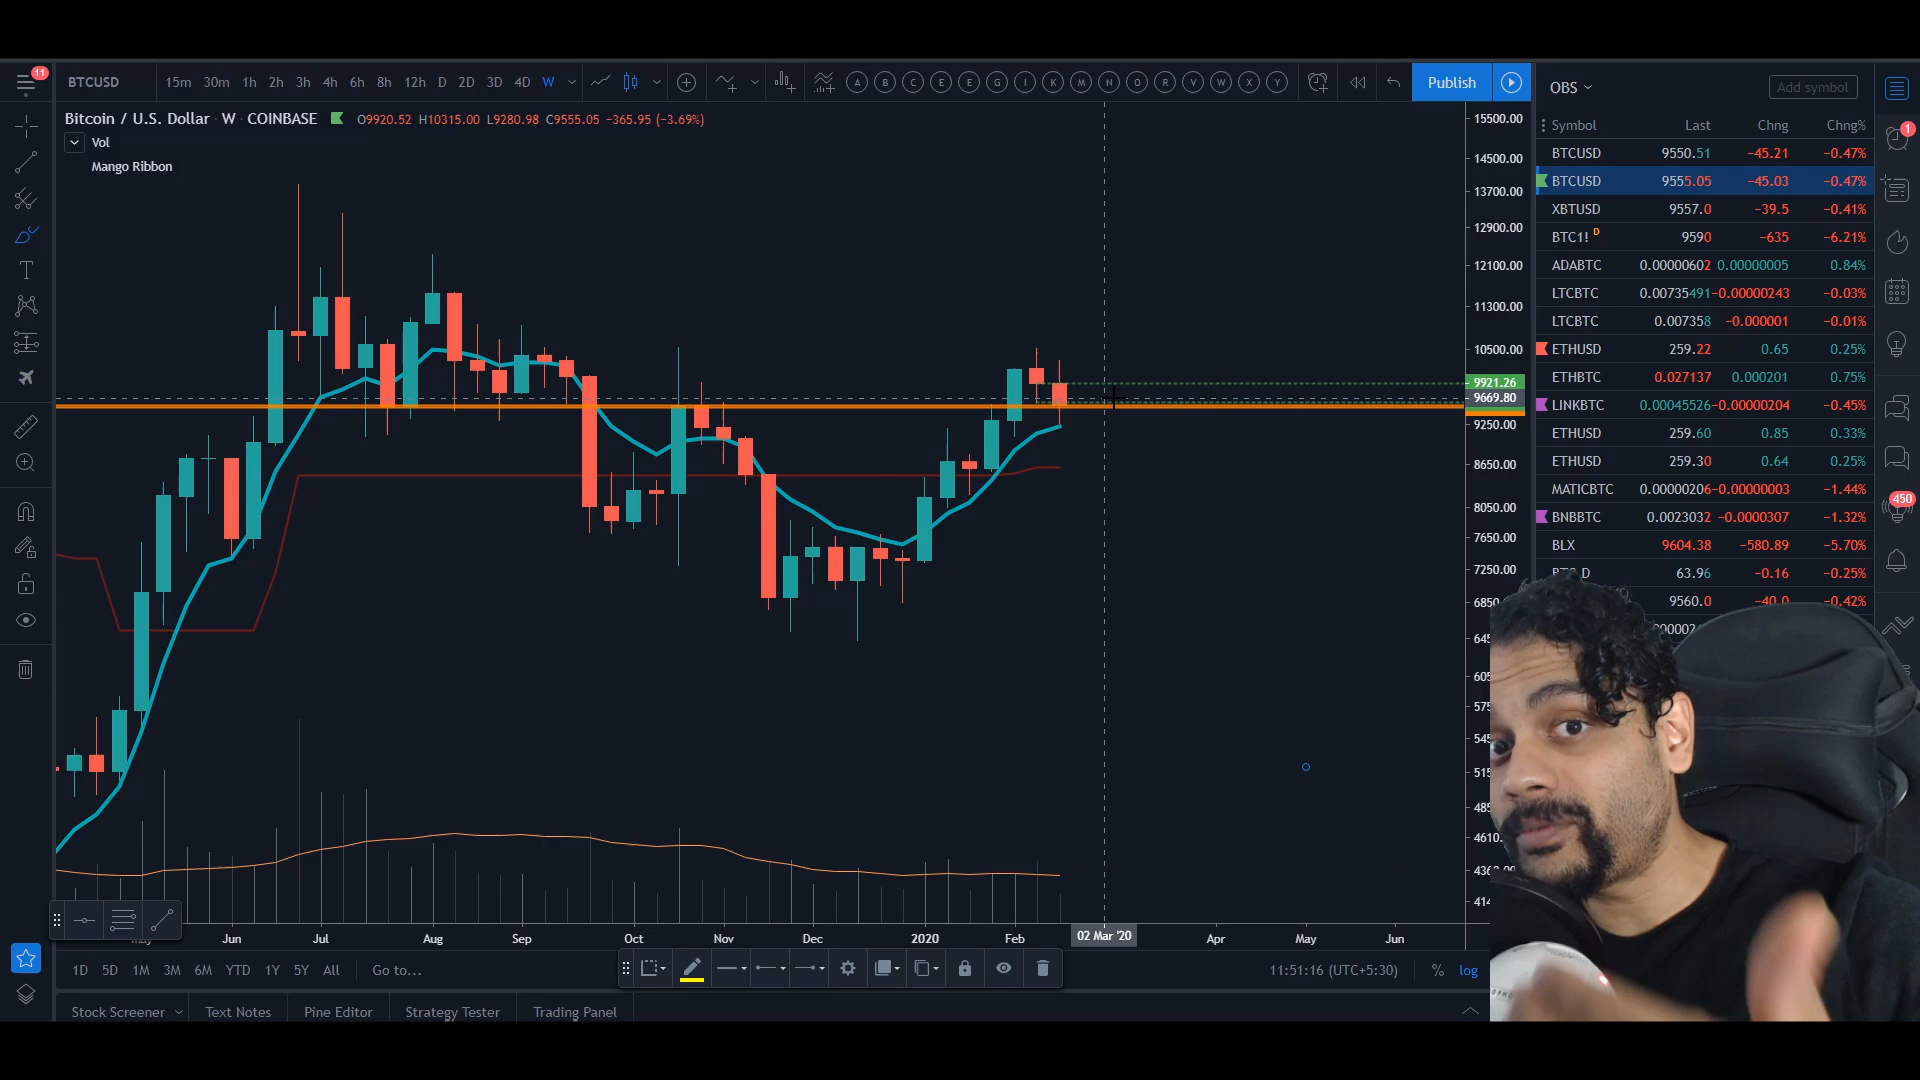 11
BTCUSD 15m 30m 1h 2h 3h 4h 6h 8h 12h D 2D 3D 4D W A B C E E G I K M N O R V W X Y Publish
Bitcoin / U.S. Dollar · W · COINBASE O9920.52 H10315.00 L9280.98 C9555.05 −365.95 (−3.69%)
Vol
Mango Ribbon
15500.00
14500.00
13700.00
12900.00
12100.00
11300.00
10500.00
9921.26
9669.80
9250.00
8650.00
8050.00
7650.00
7250.00
4610.
May Jun Jul Aug Sep Oct Nov Dec 2020 Feb 02 Mar '20 Apr May Jun
1D 5D 1M 3M 6M YTD 1Y 5Y All Go to... 11:51:16 (UTC+5:30) % log
Stock Screener Text Notes Pine Editor Strategy Tester Trading Panel
OBS Add symbol
Symbol Last Chng Chng%
BTCUSD 9550.51 −45.21 −0.47%
BTCUSD 9555.05 −45.03 −0.47%
XBTUSD 9557.0 −39.5 −0.41%
BTC1! D 9590 −635 −6.21%
ADABTC 0.00000602 0.00000005 0.84%
LTCBTC 0.00735491 −0.00000243 −0.03%
LTCBTC 0.007358 −0.000001 −0.01%
ETHUSD 259.22 0.65 0.25%
ETHBTC 0.027137 0.000201 0.75%
LINKBTC 0.00045526 −0.00000204 −0.45%
ETHUSD 259.60 0.85 0.33%
ETHUSD 259.30 0.64 0.25%
MATICBTC 0.00000206 −0.00000003 −1.44%
BNBBTC 0.0023032 −0.0000307 −1.32%
BLX 9604.38 −580.89 −5.70%
63.96 −0.16 −0.25%
9560.0 −40.0 −0.42%
1
450